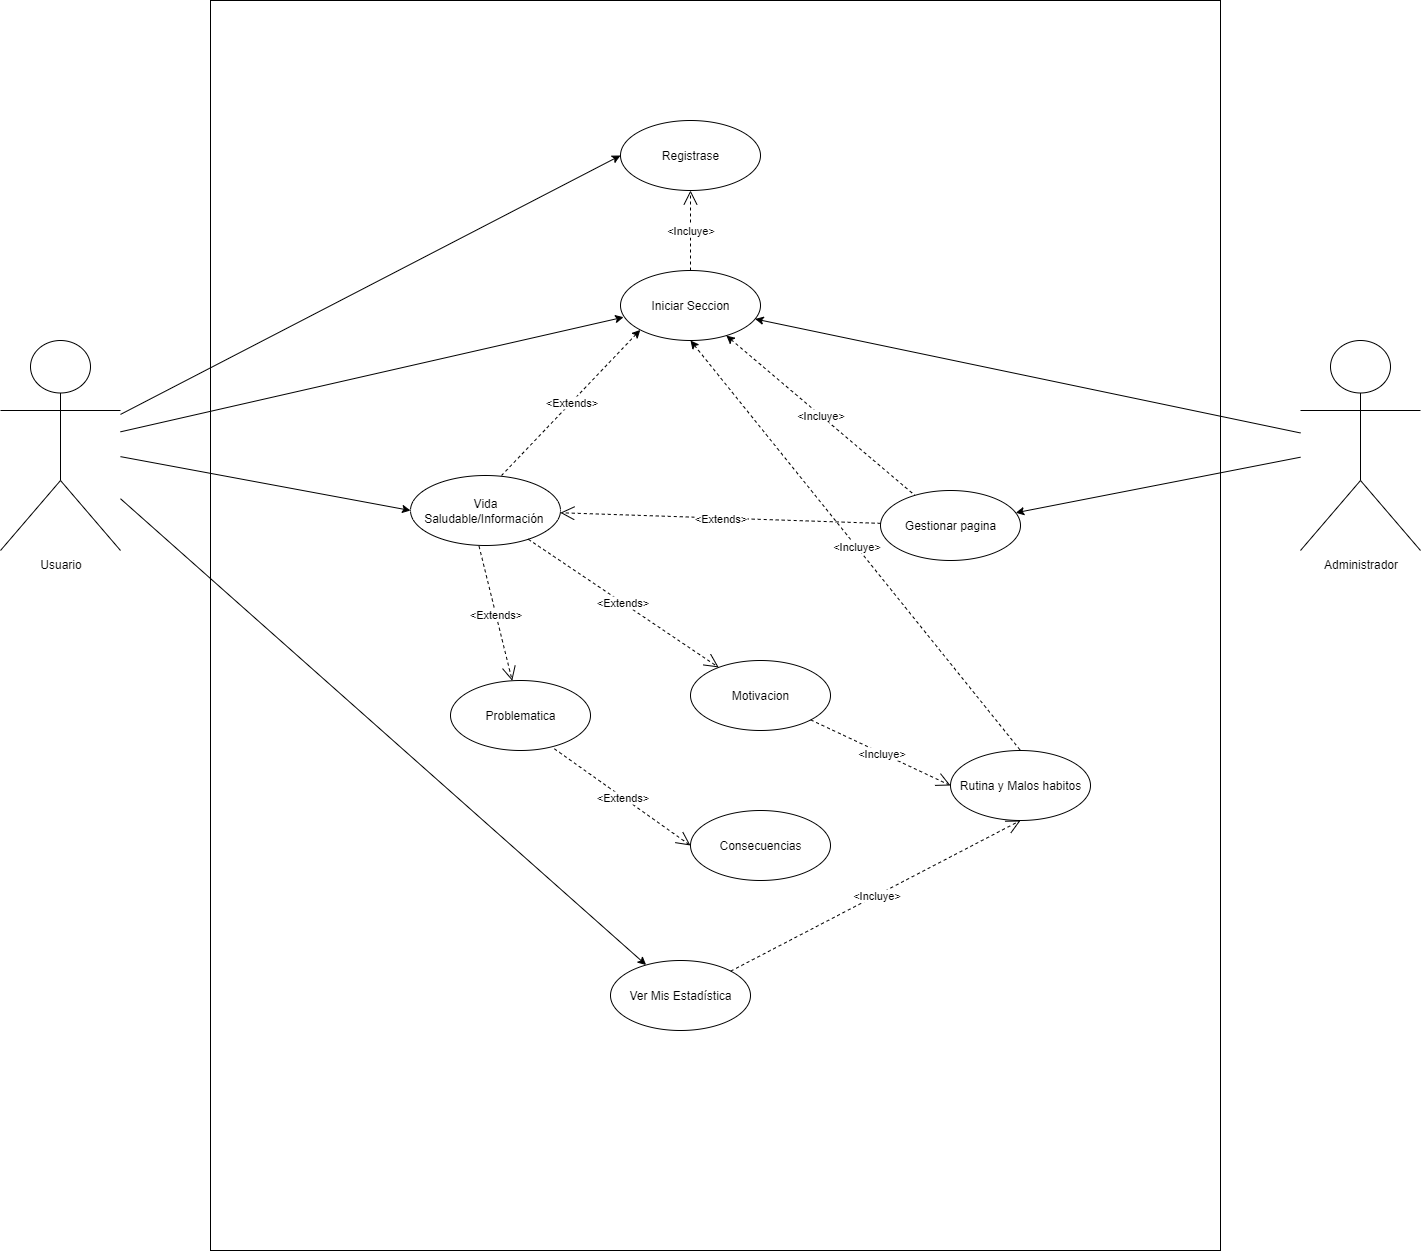 Registrase
<Incluye>
Iniciar Seccion
<Extends>
<Incluye>
Vida
Saludable/Información
<Extends>
Gestionar pagina
<Incluye>
Usuario
Administrador
<Extends>
<Extends>
Motivacion
Problematica
<Incluye>
Rutina y Malos habitos
<Extends>
Consecuencias
<Incluye>
Ver Mis Estadística